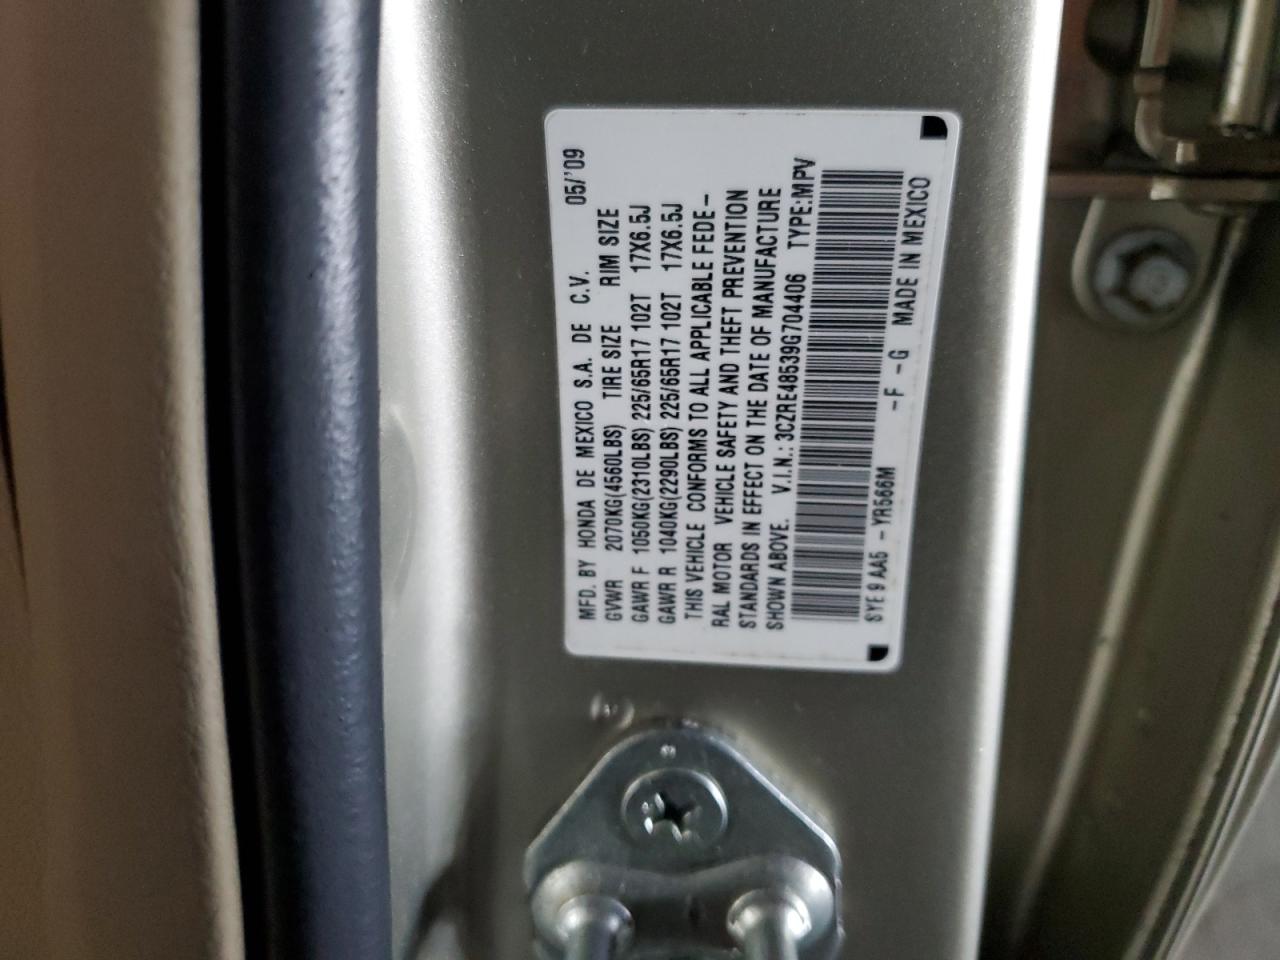 MFD. BY HONDA DE MEXICO S.A. DE C.V. 05/'09
GVWR 2070KG(4560LBS) TIRE SIZE RIM SIZE
GAWR F 1050KG(2310LBS) 225/65R17 102T 17X6.5J
GAWR R 1040KG(2290LBS) 225/65R17 102T 17X6.5J
THIS VEHICLE CONFORMS TO ALL APPLICABLE FEDE-
RAL MOTOR VEHICLE SAFETY AND THEFT PREVENTION
STANDARDS IN EFFECT ON THE DATE OF MANUFACTURE
SHOWN ABOVE. V.I.N.: 3CZRE48539G704406 TYPE:MPV
SYE 9 AA5 -YR566M -F -G MADE IN MEXICO